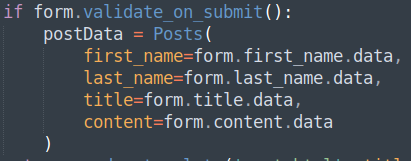 if form.validate_on_submit():
    postData = Posts(
        first_name=form.first_name.data,
        last_name=form.last_name.data,
        title=form.title.data,
        content=form.content.data
    )